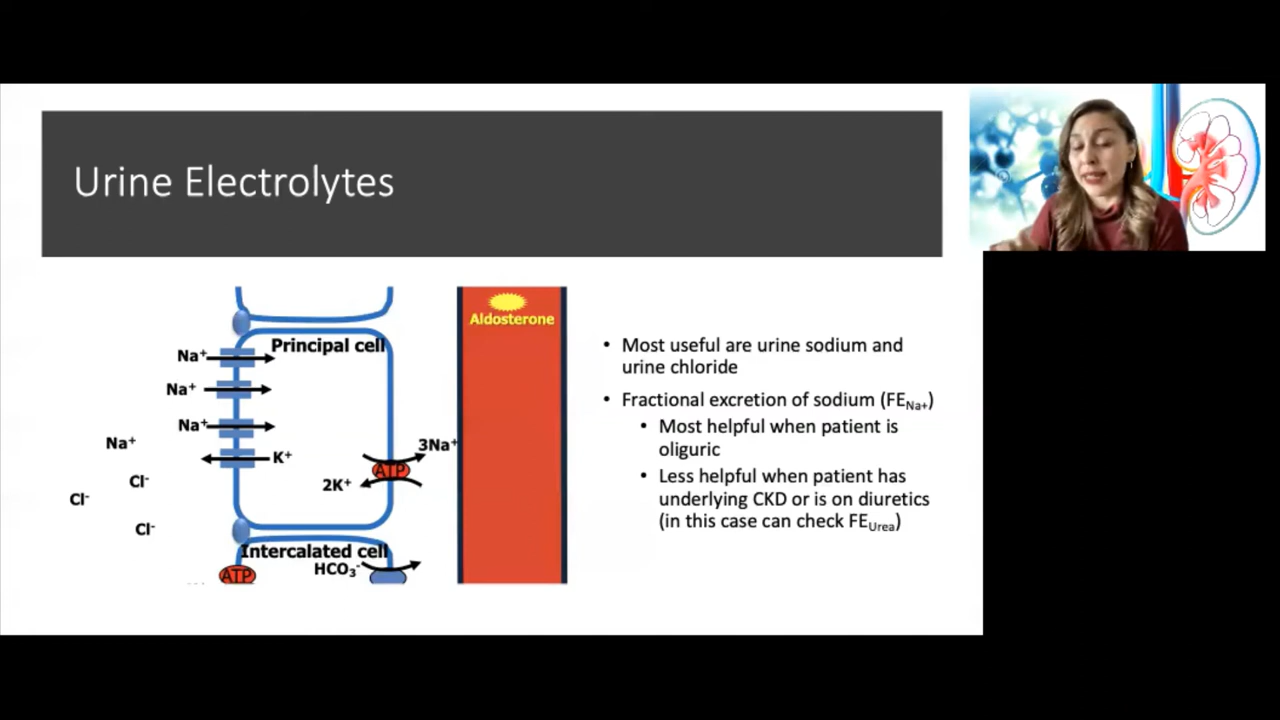 Urine Electrolytes
Aldosterone
Principal cell
Na⁺
Na⁺
Na⁺
Na⁺
K⁺
3Na⁺
ATP
2K⁺
Cl⁻
Cl⁻
Cl⁻
Intercalated cell
HCO₃⁻
ATP
• Most useful are urine sodium and
urine chloride
• Fractional excretion of sodium (FENa+)
• Most helpful when patient is
oliguric
• Less helpful when patient has
underlying CKD or is on diuretics
(in this case can check FEUrea)